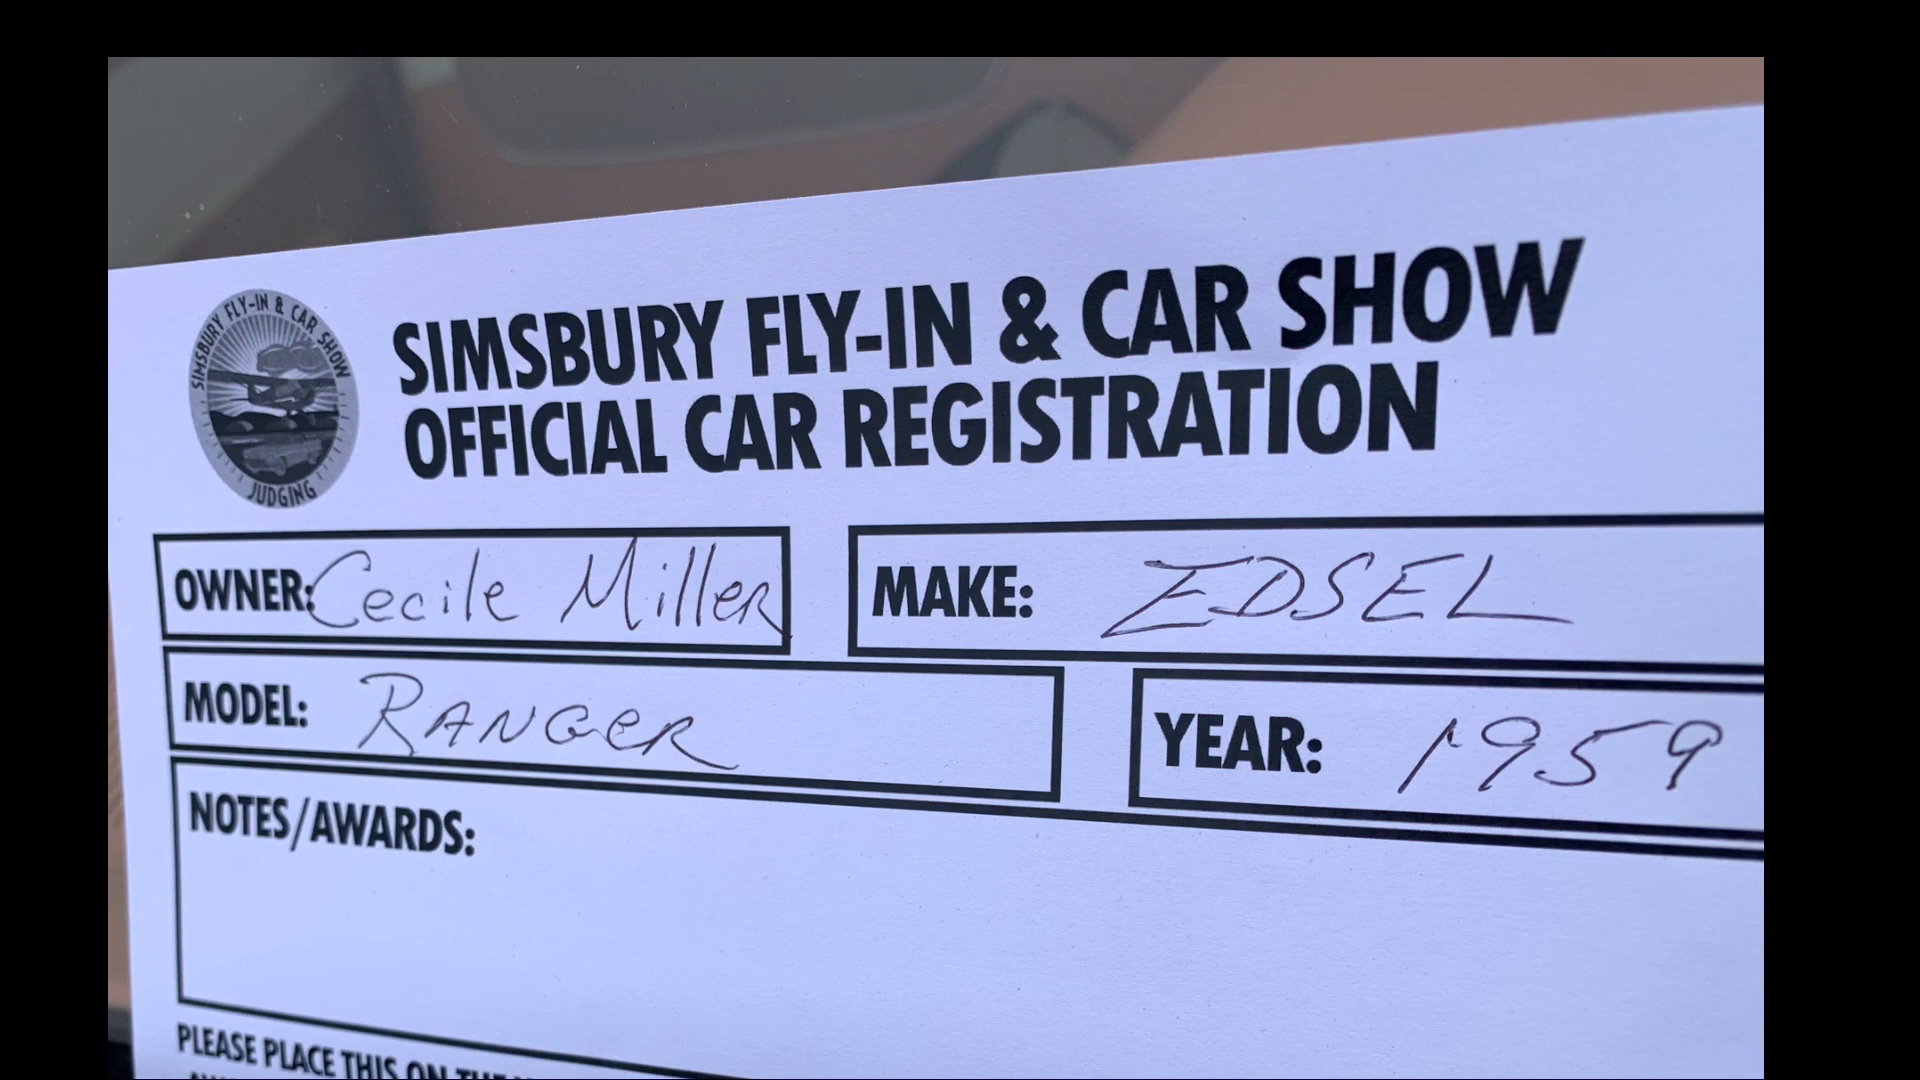 SIMSBURY FLY-IN & CAR SHOW
JUDGING
SIMSBURY FLY-IN & CAR SHOW
OFFICIAL CAR REGISTRATION
OWNER: Cecile Miller
MAKE: EDSEL
MODEL: RANGER
YEAR: 1959
NOTES/AWARDS:
PLEASE PLACE THIS ON THE